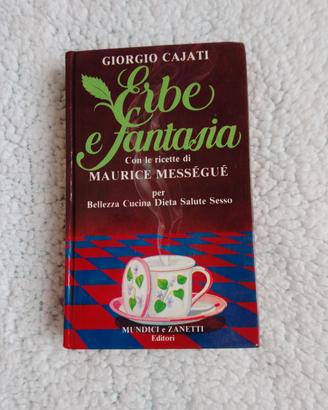 GIORGIO CAJATI
Erbe
e fantasia
Con le ricette di
MAURICE MESSÉGUÉ
per
Bellezza Cucina Dieta Salute Sesso
MUNDICI e ZANETTI
Editori